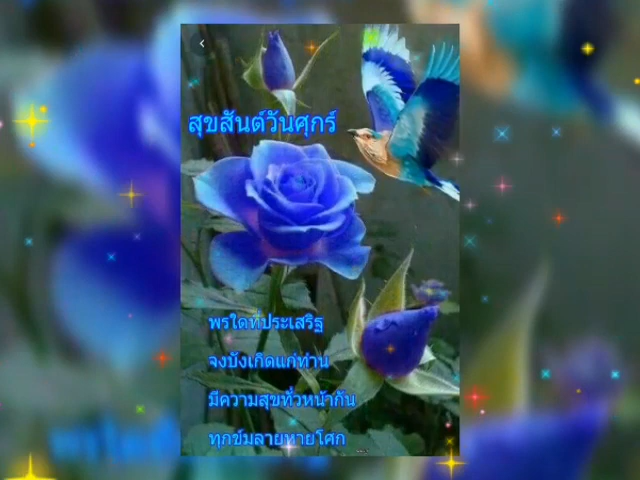 สุขสันต์วันศุกร์
พรใดที่ประเสริฐ
จงบังเกิดแก่ท่าน
มีความสุขทั่วหน้ากัน
ทุกข์มลายหายโศก